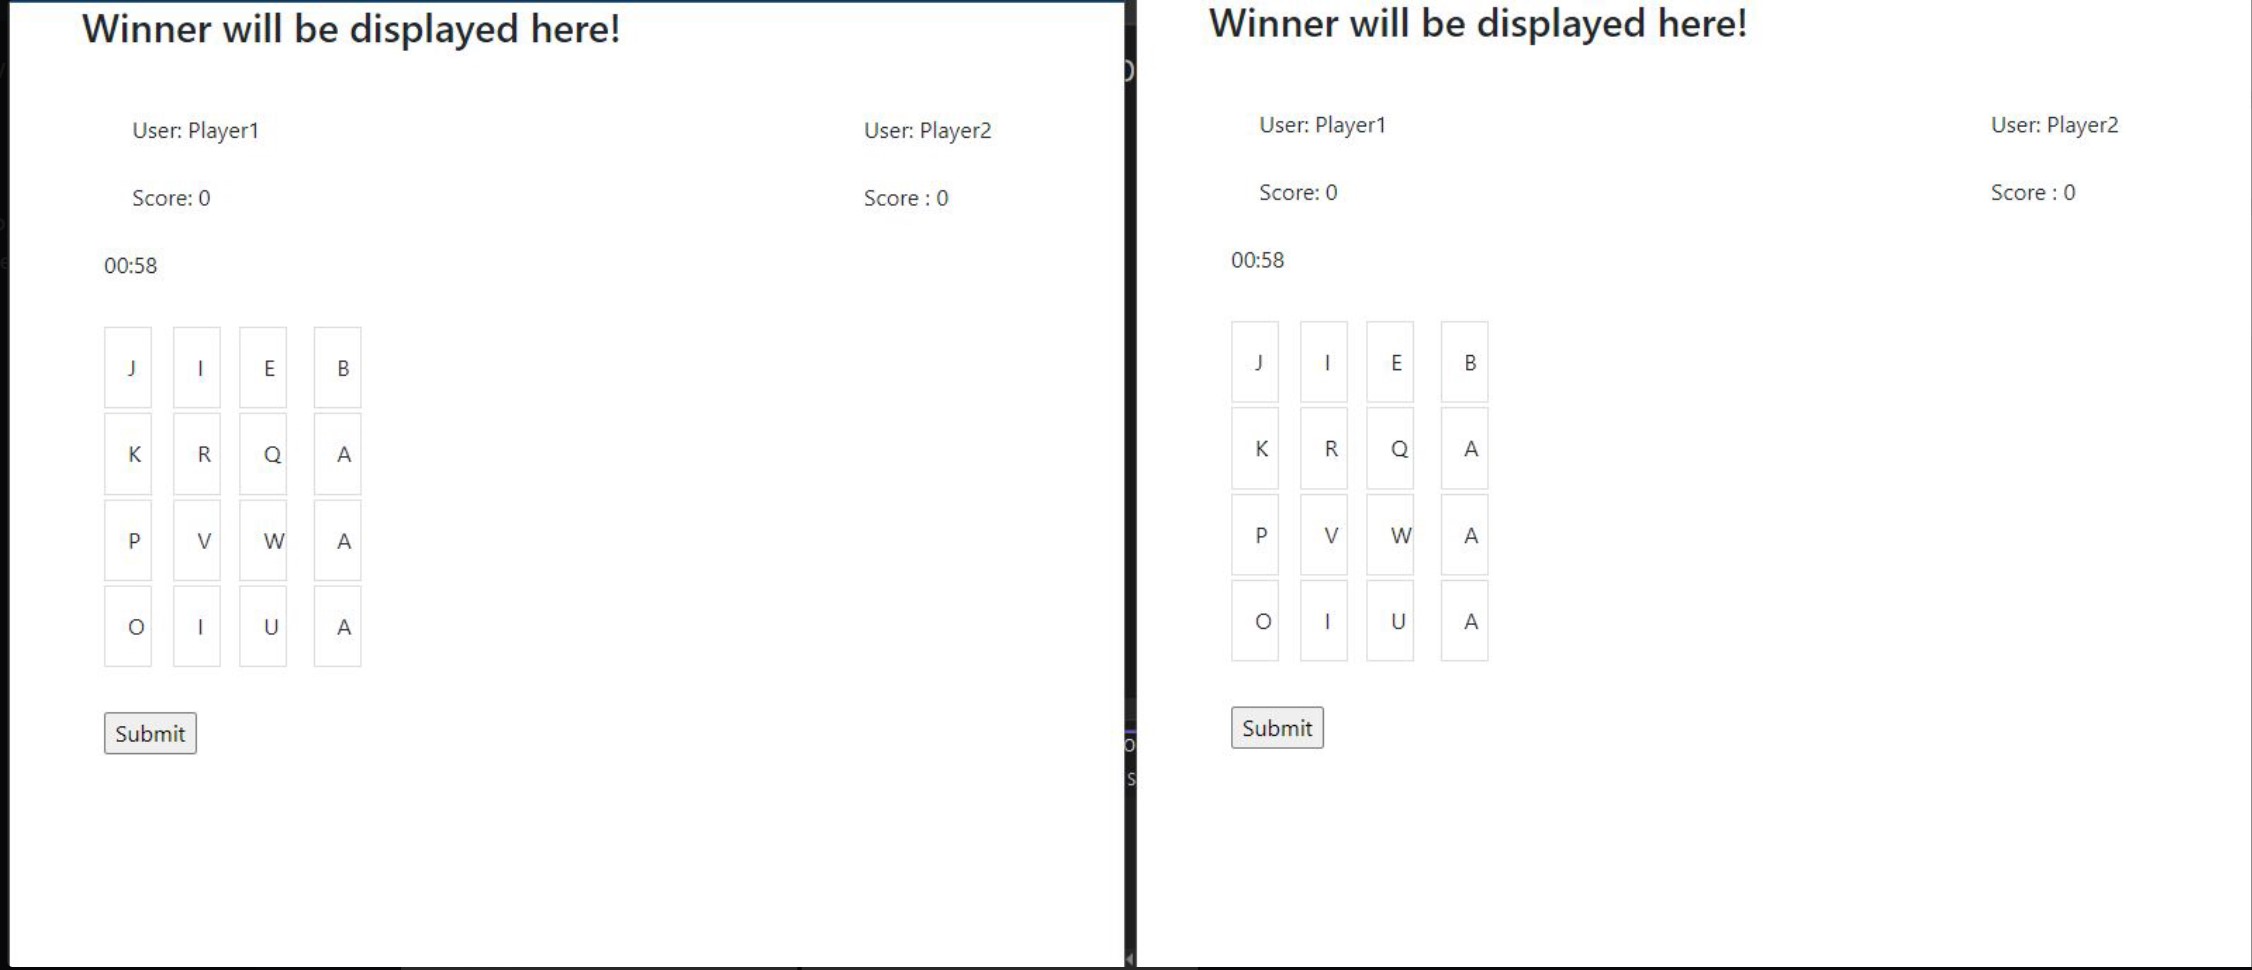 Winner will be displayed here!
User: Player1 User: Player2
Score: 0 Score : 0
00:58
J I E B
K R Q A
P V W A
O I U A
Submit
Winner will be displayed here!
User: Player1 User: Player2
Score: 0 Score : 0
00:58
J I E B
K R Q A
P V W A
O I U A
Submit